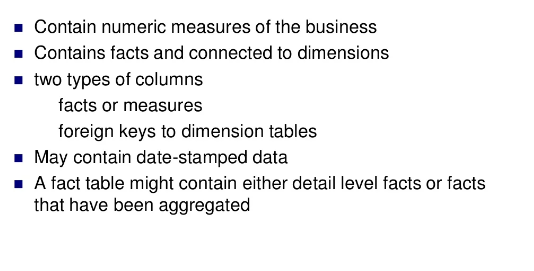 Contain numeric measures of the business
Contains facts and connected to dimensions
two types of columns
facts or measures
foreign keys to dimension tables
May contain date-stamped data
A fact table might contain either detail level facts or facts
that have been aggregated